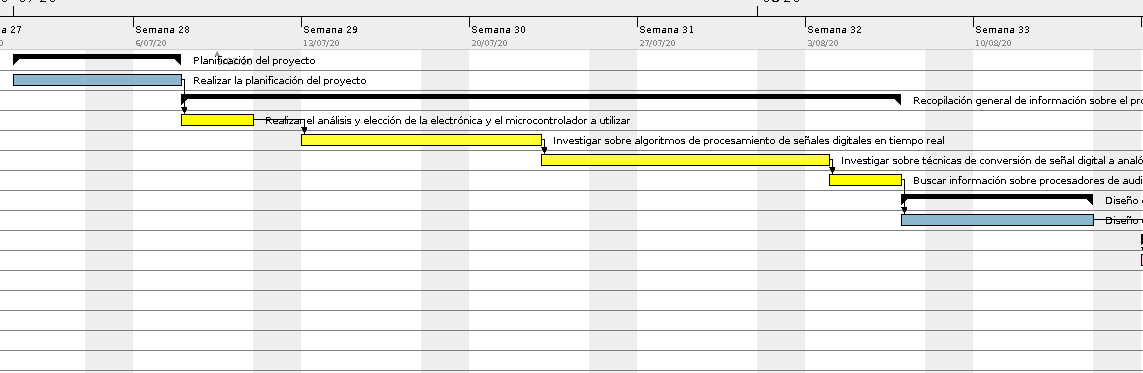 a 27 Semana 28 Semana 29 Semana 30 Semana 31 Semana 32 Semana 33
6/07/20 13/07/20 20/07/20 27/07/20 3/08/20 10/08/20
Planificación del proyecto
Realizar la planificación del proyecto
Recopilación general de información sobre el pro
Realizar el análisis y elección de la electrónica y el microcontrolador a utilizar
Investigar sobre algoritmos de procesamiento de señales digitales en tiempo real
Investigar sobre técnicas de conversión de señal digital a analó
Buscar información sobre procesadores de audi
Diseño
Diseño